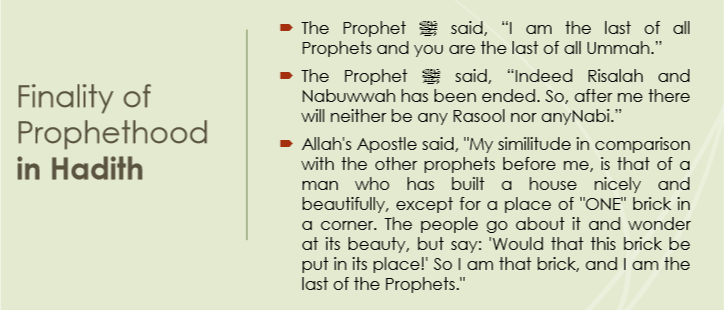 Finality of
Prophethood
in Hadith
The Prophet ﷺ said, “I am the last of all
Prophets and you are the last of all Ummah.”
The Prophet ﷺ said, “Indeed Risalah and
Nabuwwah has been ended. So, after me there
will neither be any Rasool nor anyNabi.”
Allah's Apostle said, "My similitude in comparison
with the other prophets before me, is that of a
man who has built a house nicely and
beautifully, except for a place of "ONE" brick in
a corner. The people go about it and wonder
at its beauty, but say: 'Would that this brick be
put in its place!' So I am that brick, and I am the
last of the Prophets."